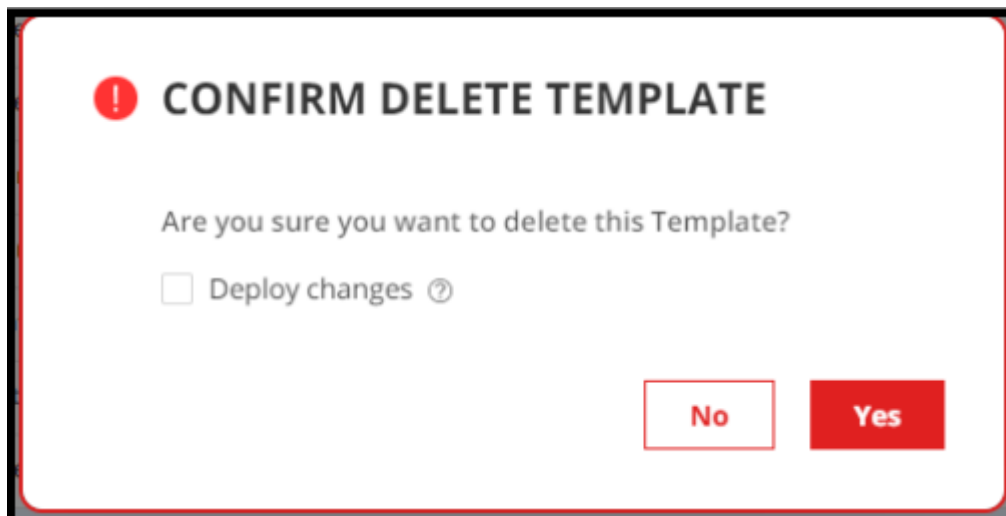 CONFIRM DELETE TEMPLATE
Are you sure you want to delete this Template?
Deploy changes
No
Yes